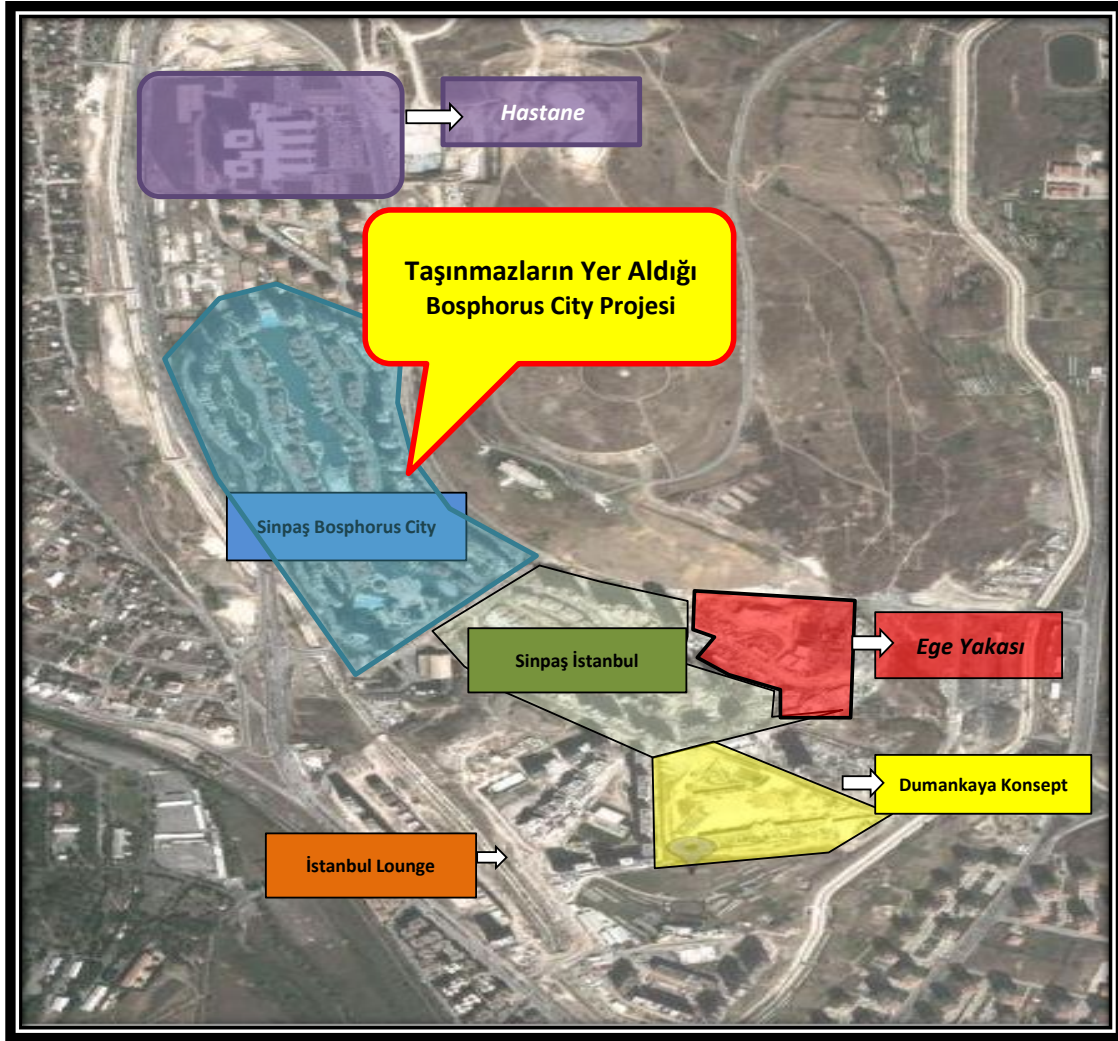 Hastane
Taşınmazların Yer Aldığı
Bosphorus City Projesi
Sinpaş Bosphorus City
Sinpaş İstanbul
Ege Yakası
Dumankaya Konsept
İstanbul Lounge